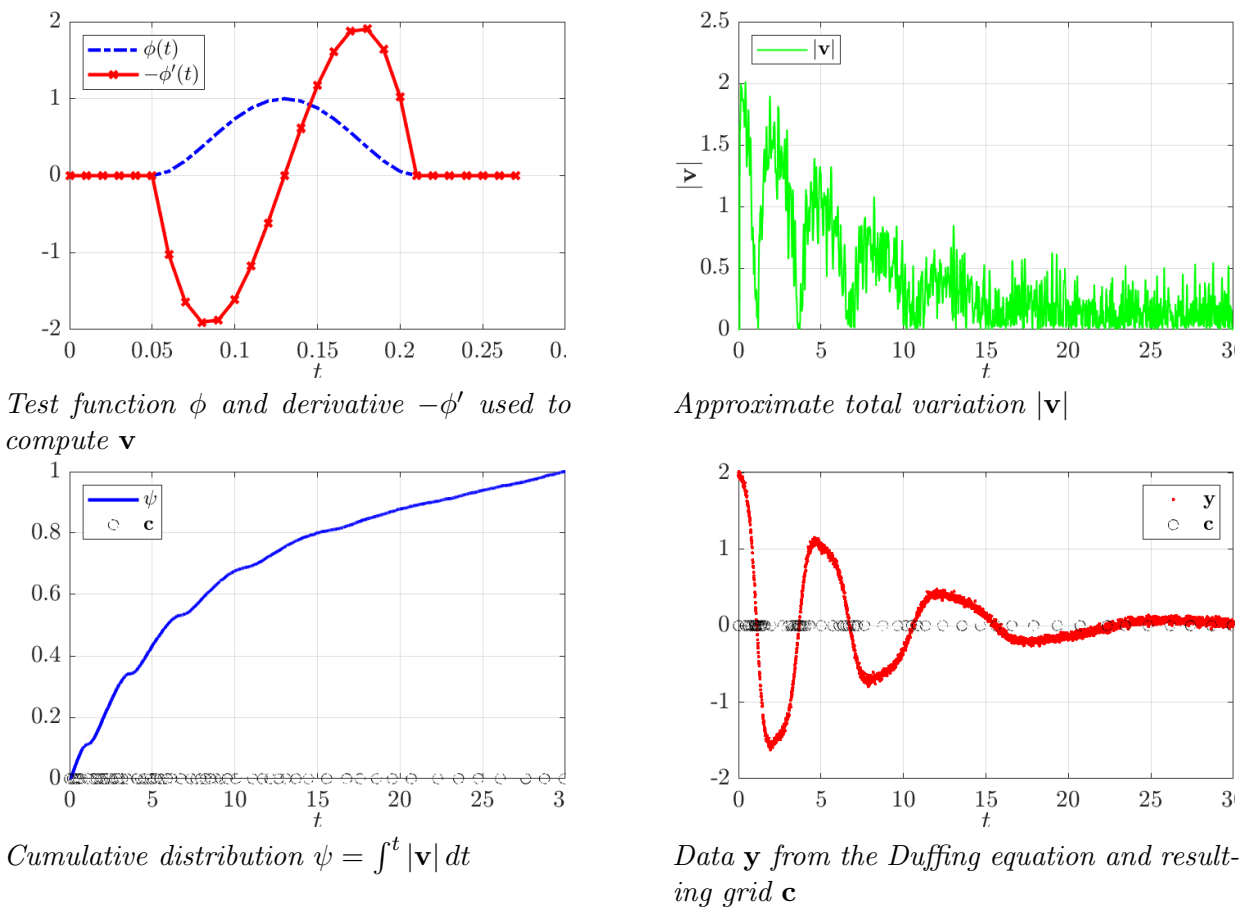 φ(t)
−φ′(t)
2
1
0
-1
-2
0 0.05 0.1 0.15 0.2 0.25 0.
t
Test function φ and derivative −φ′ used to
compute v
|v|
|v|
2.5
2
1.5
1
0.5
0
0 5 10 15 20 25 30
t
Approximate total variation |v|
ψ
c
1
0.8
0.6
0.4
0.2
0
0 5 10 15 20 25 30
t
Cumulative distribution ψ = ∫ᵗ |v| dt
y
c
2
1
0
-1
-2
0 5 10 15 20 25 30
t
Data y from the Duffing equation and result-
ing grid c